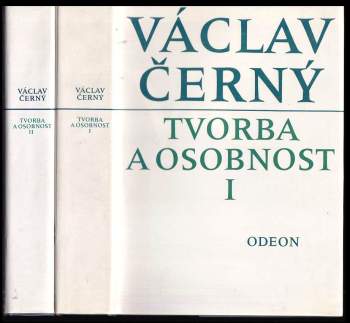 VÁCLAV
ČERNÝ
TVORBA
A OSOBNOST
II
VÁCLAV
ČERNÝ
TVORBA
A OSOBNOST
I
VÁCLAV
ČERNÝ
TVORBA
A OSOBNOST
I
ODEON